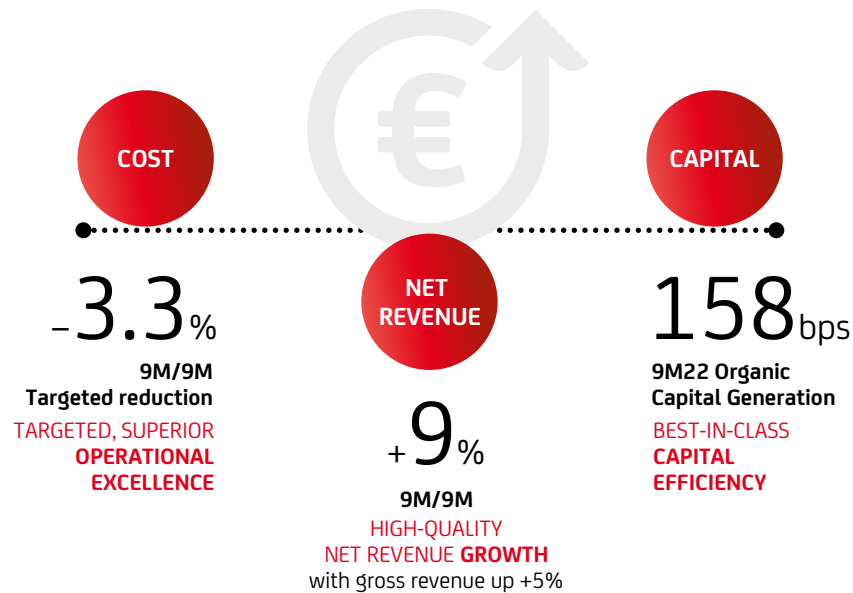 €
COST
–3.3%
9M/9M
Targeted reduction
TARGETED, SUPERIOR
OPERATIONAL
EXCELLENCE
NET
REVENUE
+9%
9M/9M
HIGH-QUALITY
NET REVENUE GROWTH
with gross revenue up +5%
CAPITAL
158bps
9M22 Organic
Capital Generation
BEST-IN-CLASS
CAPITAL
EFFICIENCY